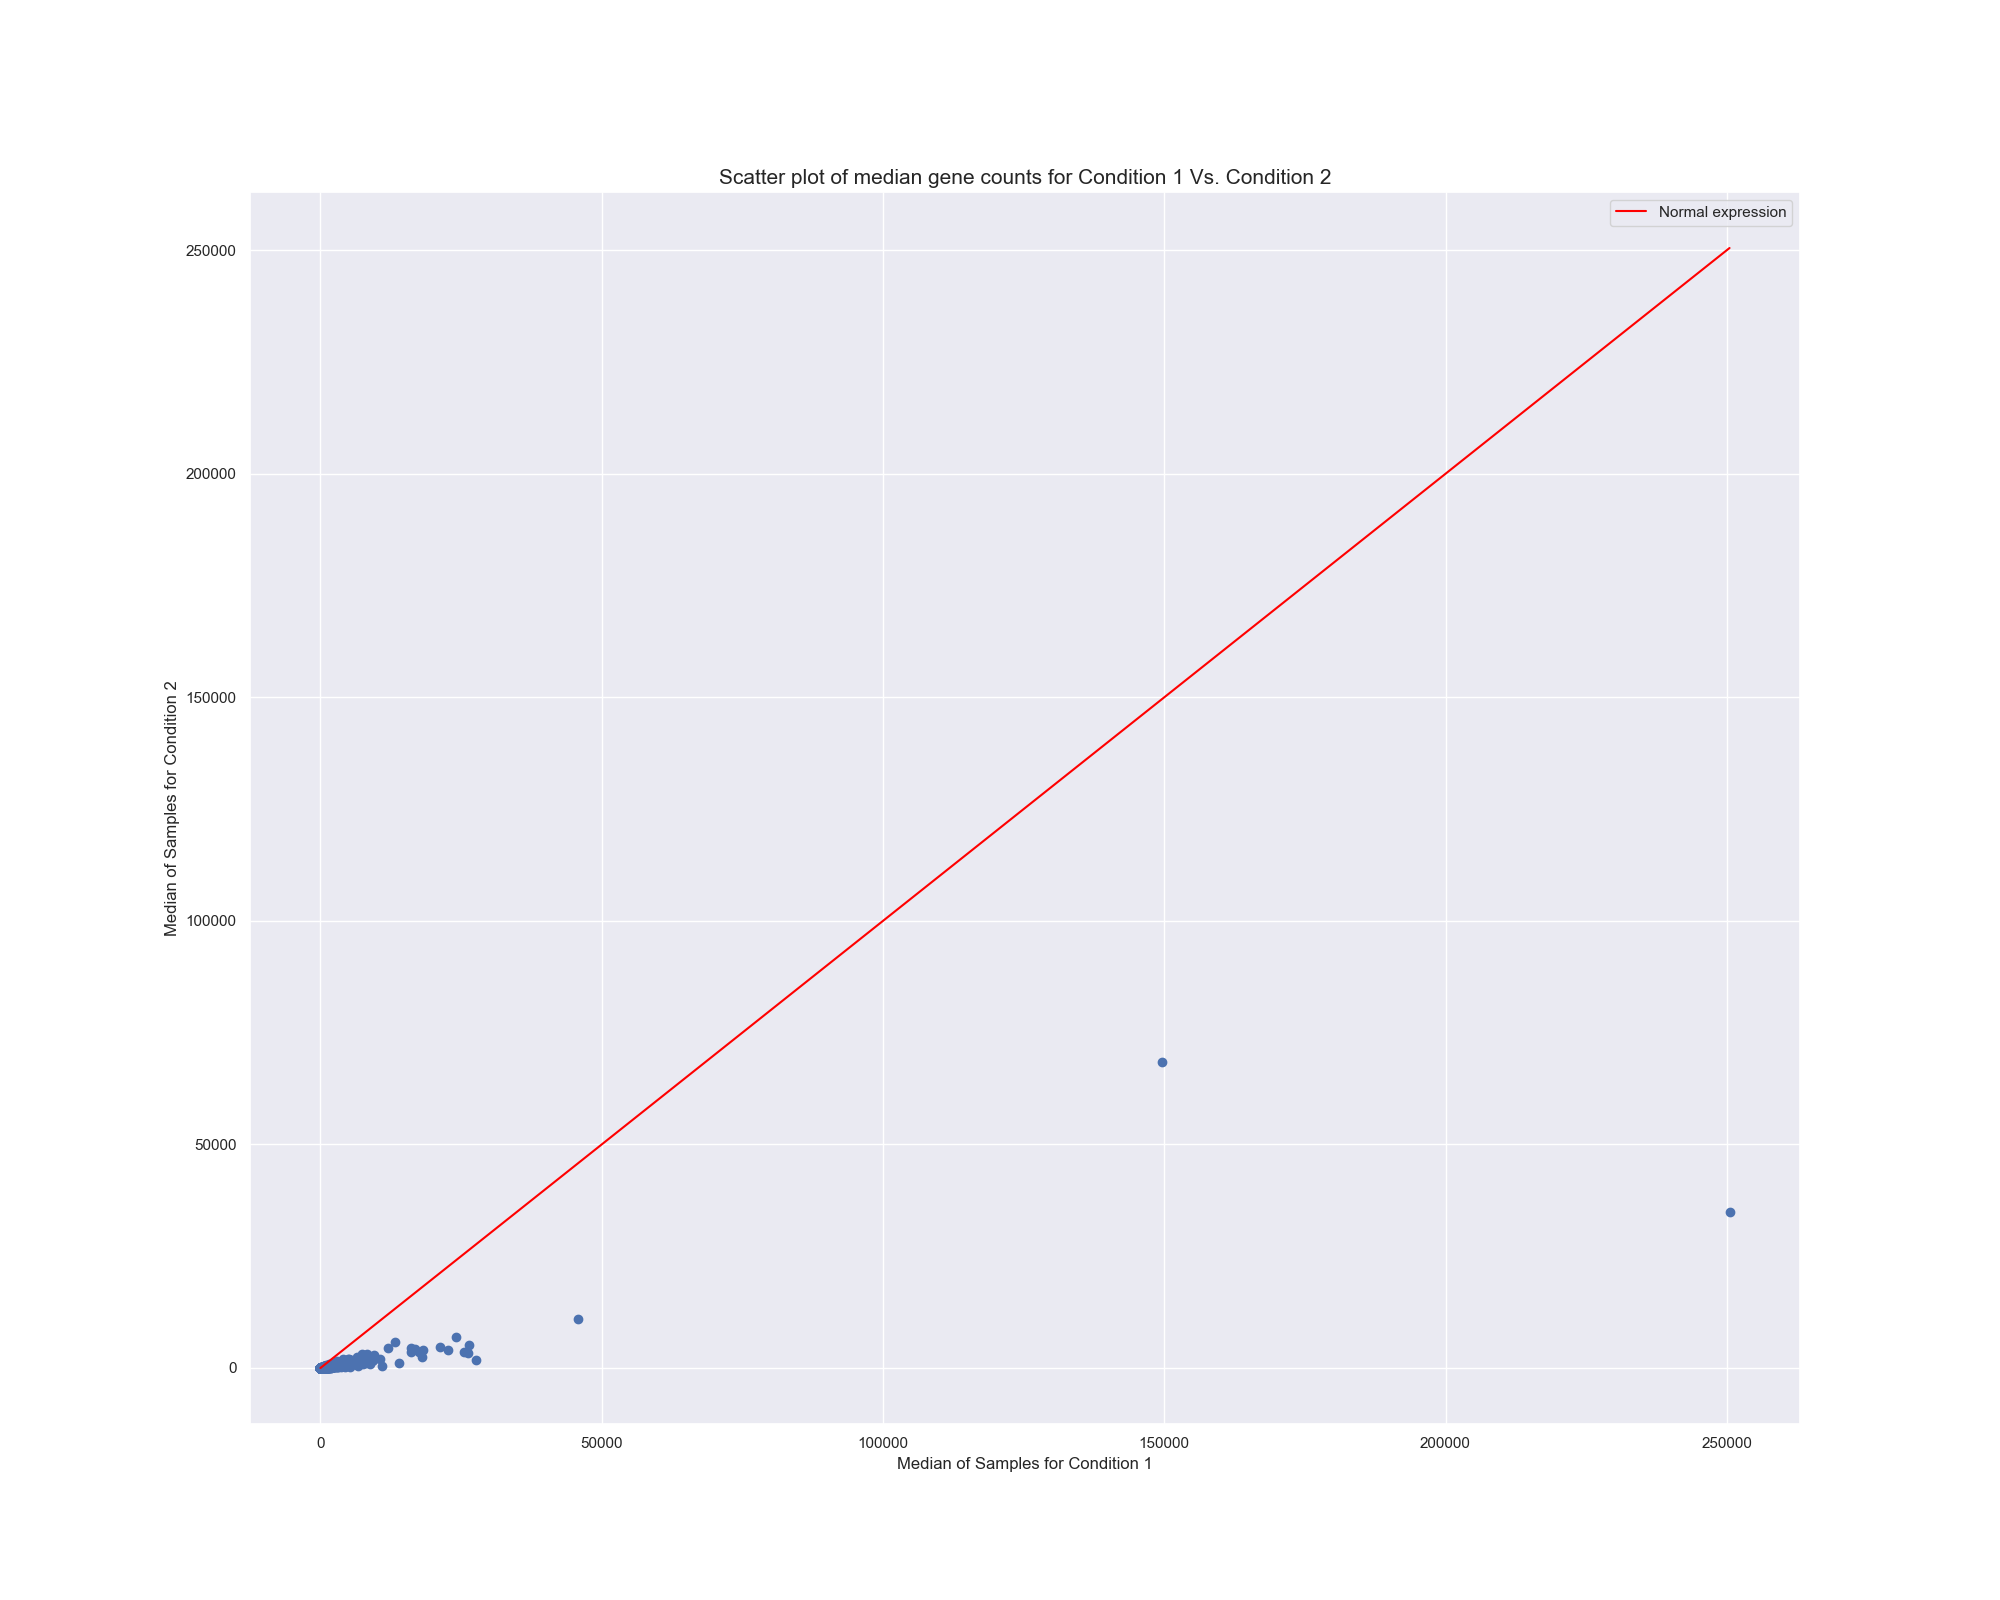 Scatter plot of median gene counts for Condition 1 Vs. Condition 2
Normal expression
250000
200000
150000
100000
50000
0
Median of Samples for Condition 2
0 50000 100000 150000 200000 250000
Median of Samples for Condition 1